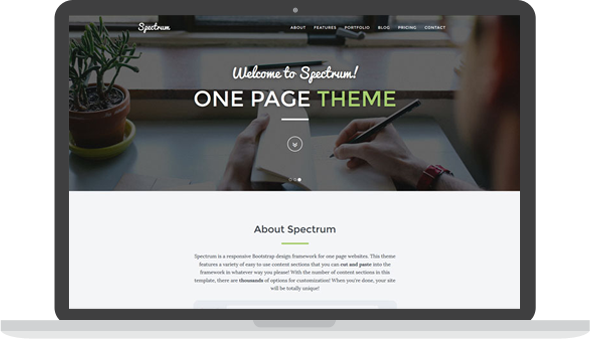 Spectrum
ABOUT FEATURES PORTFOLIO BLOG PRICING CONTACT
Welcome to Spectrum!
ONE PAGE THEME
About Spectrum
Spectrum is a responsive Bootstrap design framework for one page websites. This theme
features a variety of easy to use content sections that you can cut and paste into the
framework in whatever way you please! With the number of content sections in this
template, there are thousands of options for customization! When you're done, your site
will be totally unique!